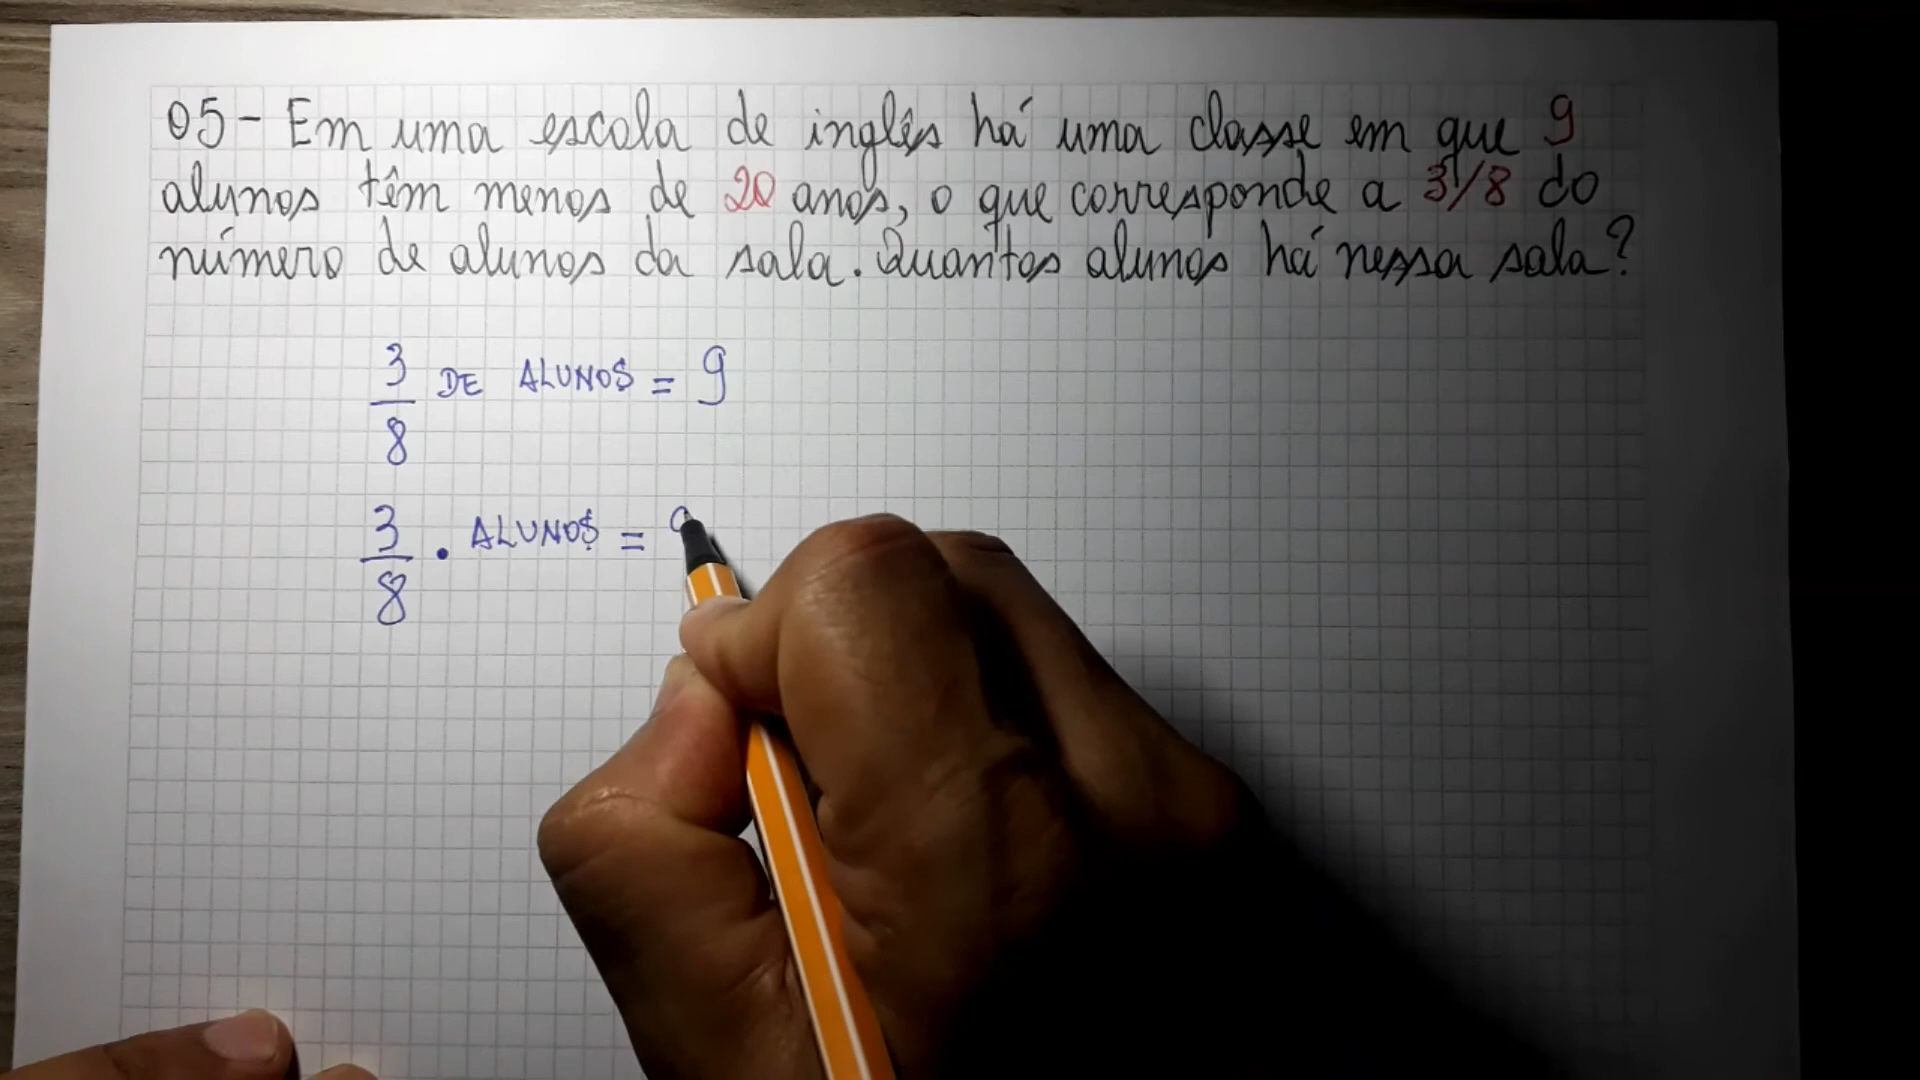 05- Em uma escola de inglês há uma classe em que 9
alunos têm menos de 20 anos, o que corresponde a 3/8 do
número de alunos da sala. Quantos alunos há nessa sala?
3/8 DE ALUNOS = 9
3/8 . ALUNOS =